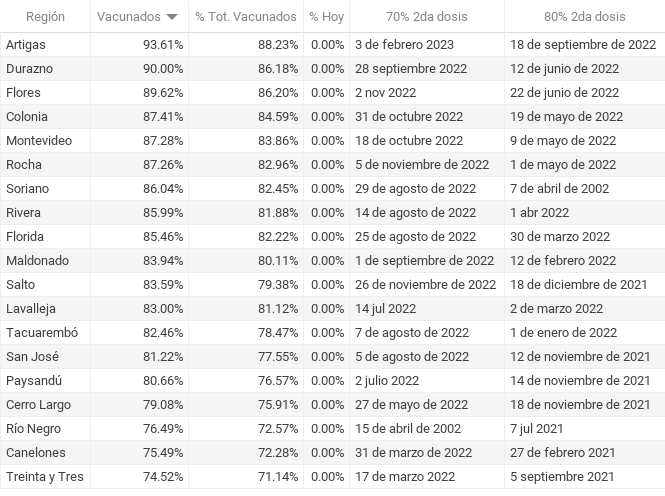 Región Vacunados % Tot. Vacunados % Hoy 70% 2da dosis 80% 2da dosis
Artigas 93.61% 88.23% 0.00% 3 de febrero 2023 18 de septiembre de 2022
Durazno 90.00% 86.18% 0.00% 28 septiembre 2022 12 de junio de 2022
Flores 89.62% 86.20% 0.00% 2 nov 2022 22 de junio de 2022
Colonia 87.41% 84.59% 0.00% 31 de octubre 2022 19 de mayo de 2022
Montevideo 87.28% 83.86% 0.00% 18 de octubre 2022 9 de mayo de 2022
Rocha 87.26% 82.96% 0.00% 5 de noviembre de 2022 1 de mayo de 2022
Soriano 86.04% 82.45% 0.00% 29 de agosto de 2022 7 de abril de 2002
Rivera 85.99% 81.88% 0.00% 14 de agosto de 2022 1 abr 2022
Florida 85.46% 82.22% 0.00% 25 de agosto de 2022 30 de marzo 2022
Maldonado 83.94% 80.11% 0.00% 1 de septiembre de 2022 12 de febrero de 2022
Salto 83.59% 79.38% 0.00% 26 de noviembre de 2022 18 de diciembre de 2021
Lavalleja 83.00% 81.12% 0.00% 14 jul 2022 2 de marzo de 2022
Tacuarembó 82.46% 78.47% 0.00% 7 de agosto de 2022 1 de enero de 2022
San José 81.22% 77.55% 0.00% 5 de agosto de 2022 12 de noviembre de 2021
Paysandú 80.66% 76.57% 0.00% 2 julio 2022 14 de noviembre de 2021
Cerro Largo 79.08% 75.91% 0.00% 27 de mayo de 2022 18 de noviembre de 2021
Río Negro 76.49% 72.57% 0.00% 15 de abril de 2002 7 jul 2021
Canelones 75.49% 72.28% 0.00% 31 de marzo de 2022 27 de febrero 2021
Treinta y Tres 74.52% 71.14% 0.00% 17 de marzo de 2022 5 septiembre 2021